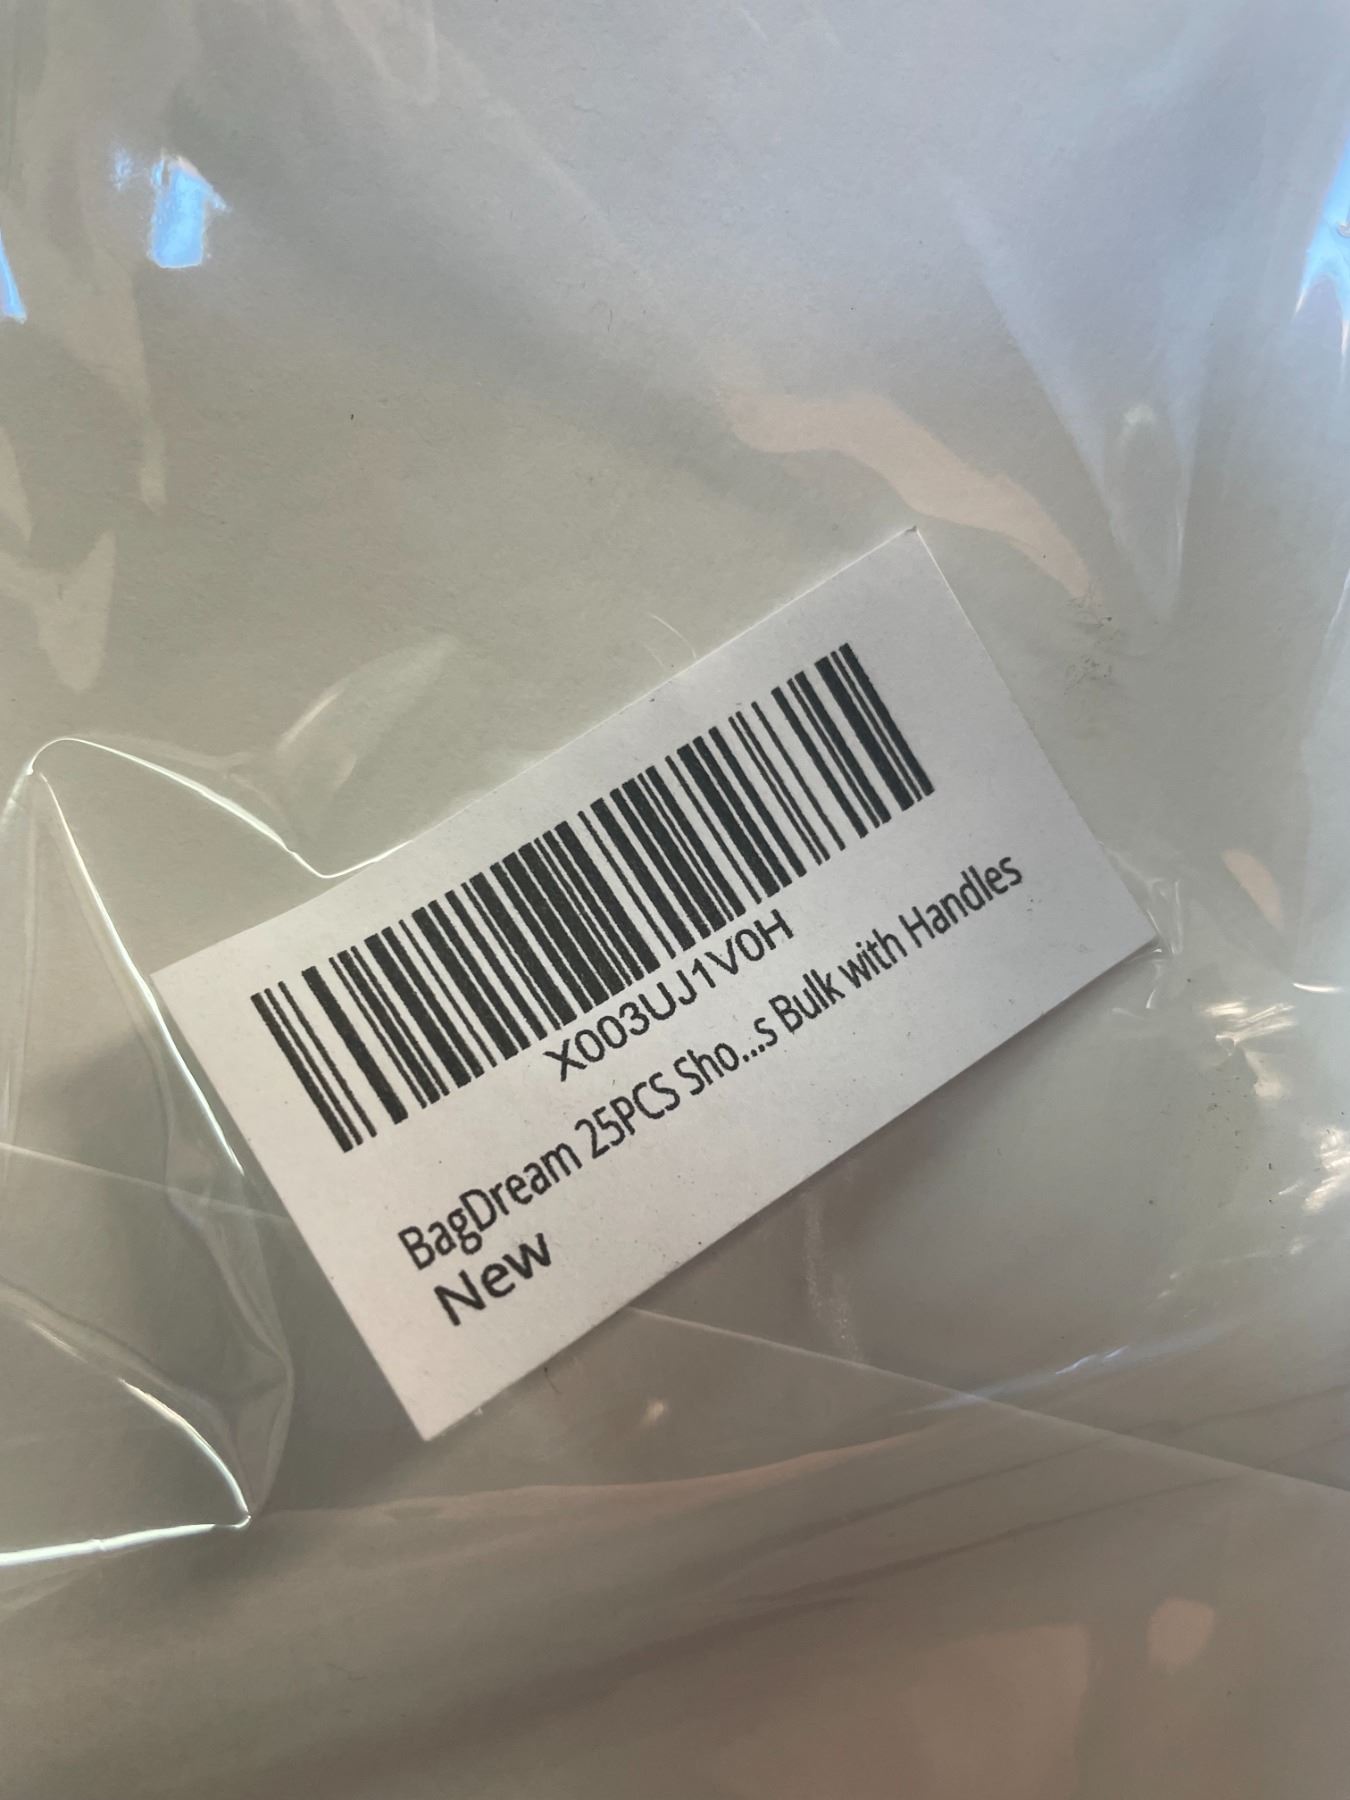 X003UJ1V0H
BagDream 25PCS Sho...s Bulk with Handles
New